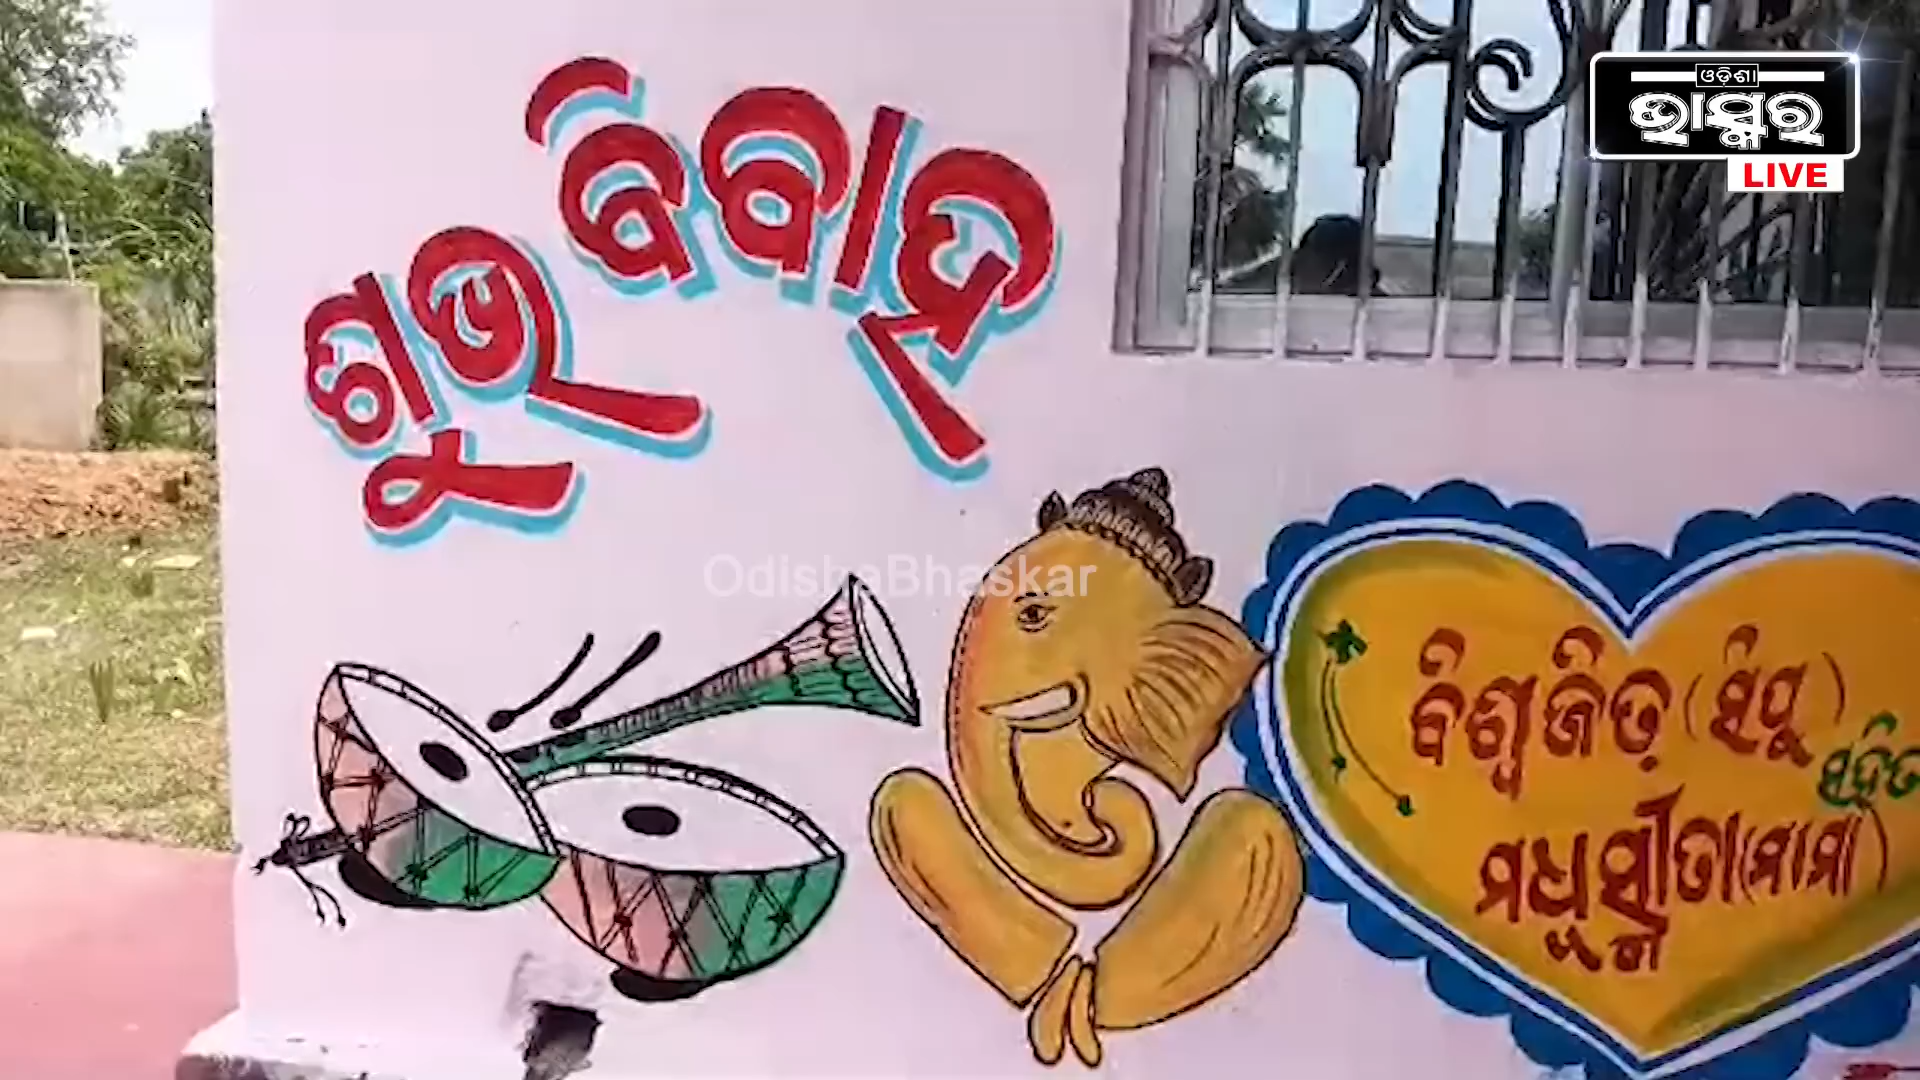 ଓଡ଼ିଶା
ଭାସ୍କର
LIVE
ଶୁଭ ବିବାହ
OdishaBhaskar
ବିଶ୍ୱଜିତ (ସିପୁ)
ସହିତ
ମଧୁସ୍ମୀତା (ମାମା)